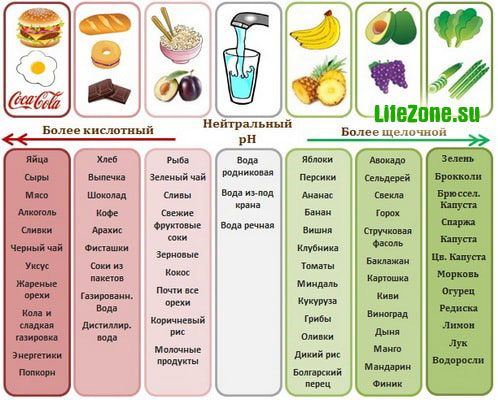 Coca-Cola
LifeZone.su
Более кислотный
Нейтральный
pH
Более щелочной
Яйца
Сыры
Мясо
Алкоголь
Сливки
Черный чай
Уксус
Жареные
орехи
Кола и
сладкая
газировка
Энергетики
Попкорн
Хлеб
Выпечка
Шоколад
Кофе
Арахис
Фисташки
Соки из
пакетов
Газированн.
Вода
Дистиллир.
вода
Рыба
Зеленый чай
Сливы
Свежие
фруктовые
соки
Зерновые
Кокос
Почти все
орехи
Коричневый
рис
Молочные
продукты
Вода
родниковая
Вода из-под
крана
Вода речная
Яблоки
Персики
Ананас
Банан
Вишня
Клубника
Томаты
Миндаль
Кукуруза
Грибы
Оливки
Дикий рис
Болгарский
перец
Авокадо
Сельдерей
Свекла
Горох
Стручковая
фасоль
Баклажан
Картошка
Киви
Виноград
Дыня
Манго
Мандарин
Финик
Зелень
Брокколи
Брюссел.
Капуста
Спаржа
Капуста
Цв. Капуста
Морковь
Огурец
Редиска
Лимон
Лук
Водоросли